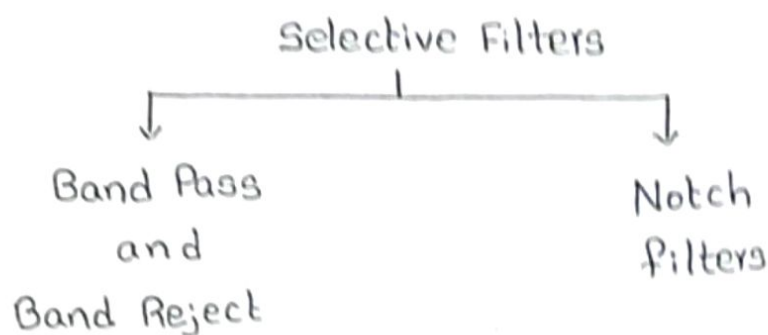 Selective Filters
Band Pass
and
Band Reject
Notch
filters